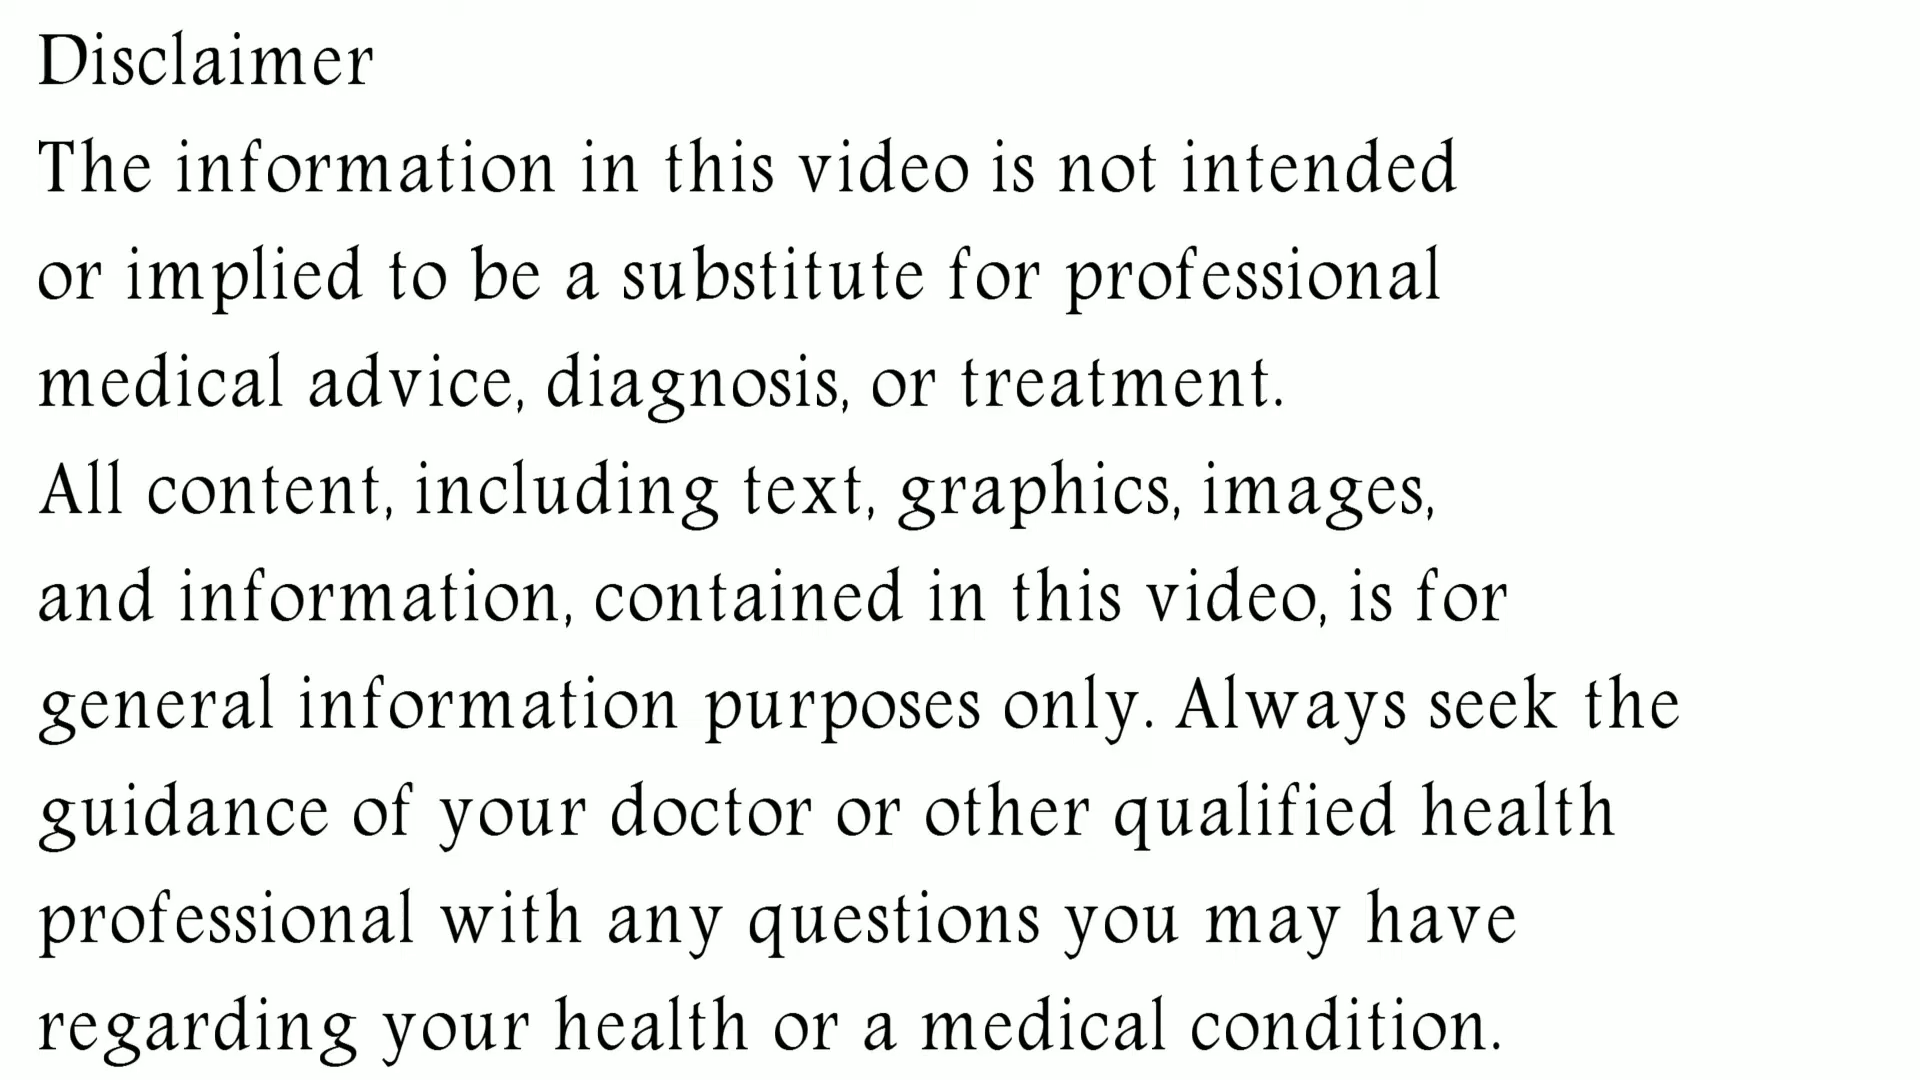 Disclaimer
The information in this video is not intended
or implied to be a substitute for professional
medical advice, diagnosis, or treatment.
All content, including text, graphics, images,
and information, contained in this video, is for
general information purposes only. Always seek the
guidance of your doctor or other qualified health
professional with any questions you may have
regarding your health or a medical condition.